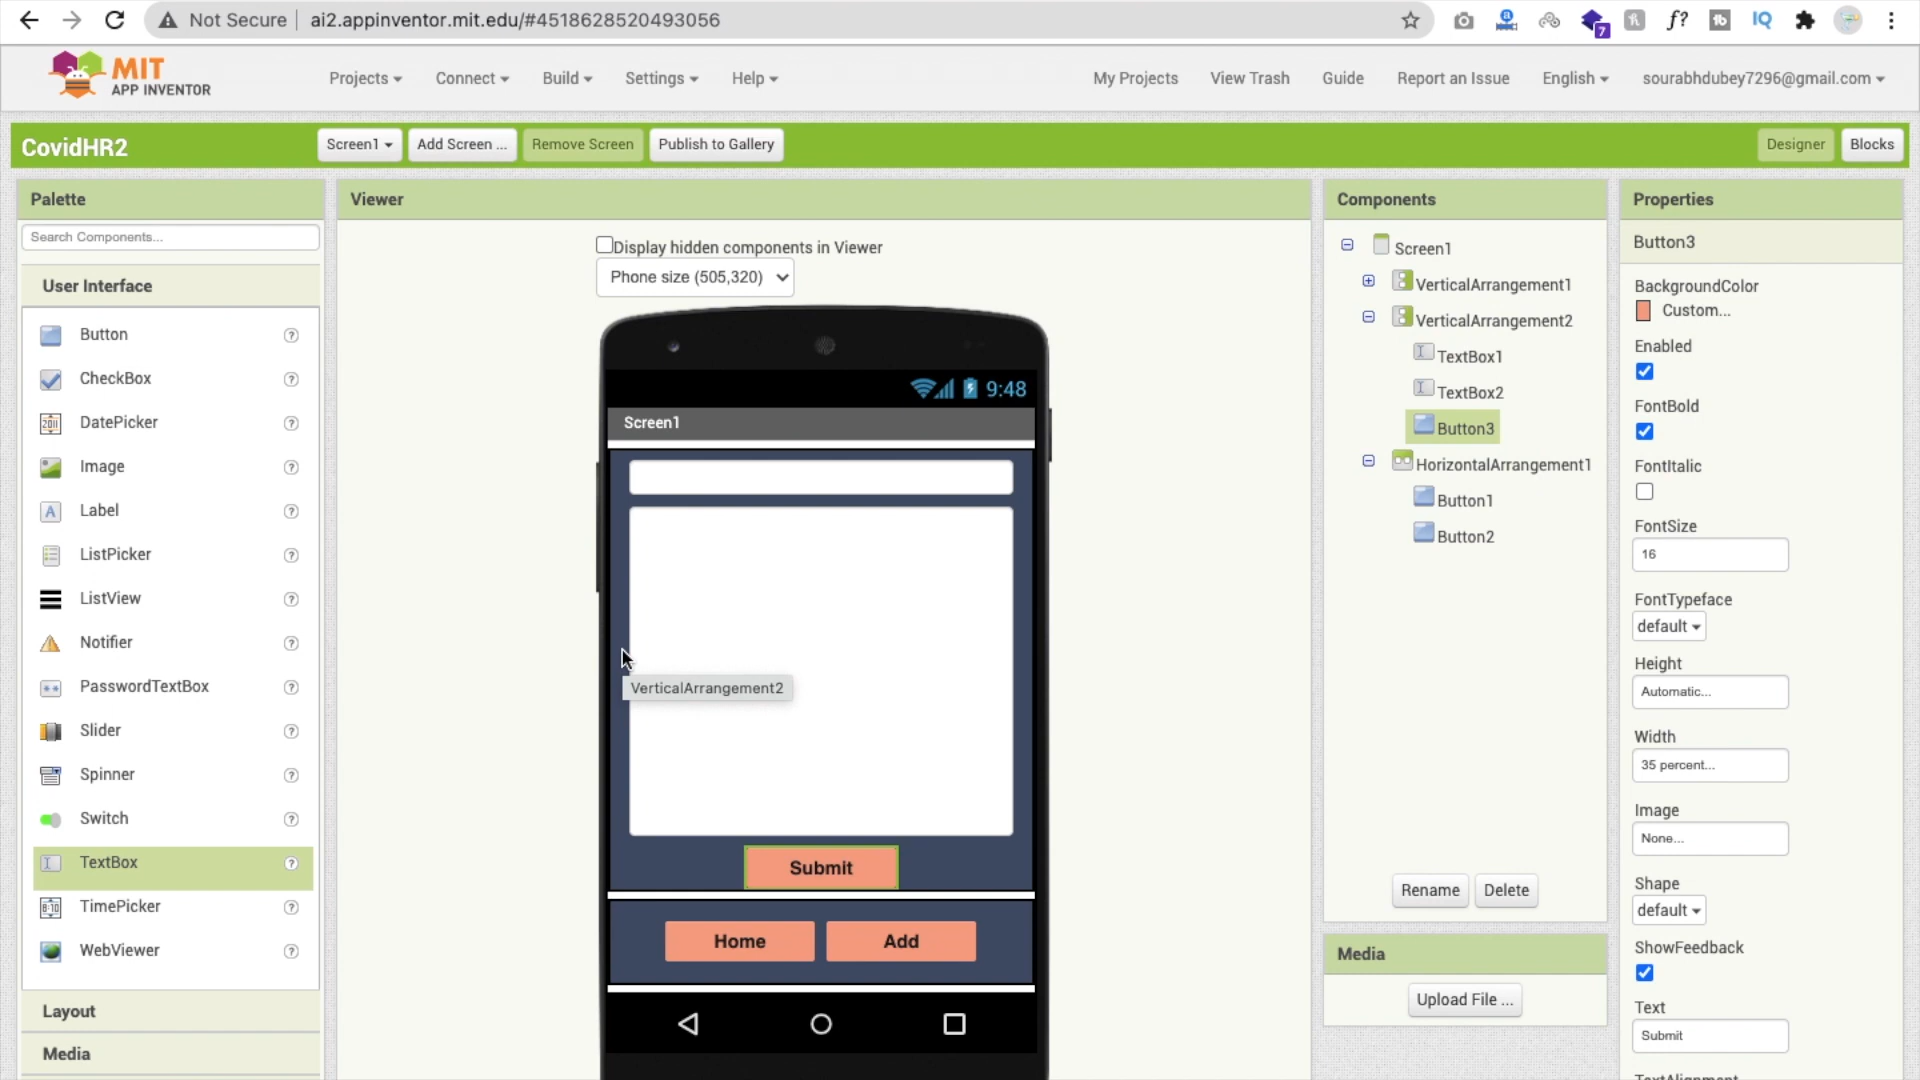 Not Secure
ai2.appinventor.mit.edu/#4518628520493056
7
f?
IQ
MIT
APP INVENTOR
Projects
Connect
Build
Settings
Help
My Projects
View Trash
Guide
Report an Issue
English
sourabhdubey7296@gmail.com
CovidHR2
Screen1
Add Screen ...
Remove Screen
Publish to Gallery
Designer
Blocks
Palette
Search Components...
User Interface
Button
CheckBox
DatePicker
Image
Label
ListPicker
ListView
Notifier
PasswordTextBox
Slider
Spinner
Switch
TextBox
TimePicker
WebViewer
Layout
Media
Viewer
Display hidden components in Viewer
Phone size (505,320)
9:48
Screen1
VerticalArrangement2
Submit
Home
Add
Components
Screen1
VerticalArrangement1
VerticalArrangement2
TextBox1
TextBox2
Button3
HorizontalArrangement1
Button1
Button2
Rename
Delete
Media
Upload File ...
Properties
Button3
BackgroundColor
Custom...
Enabled
FontBold
FontItalic
FontSize
16
FontTypeface
default
Height
Automatic...
Width
35 percent...
Image
None...
Shape
default
ShowFeedback
Text
Submit
TextAlignment